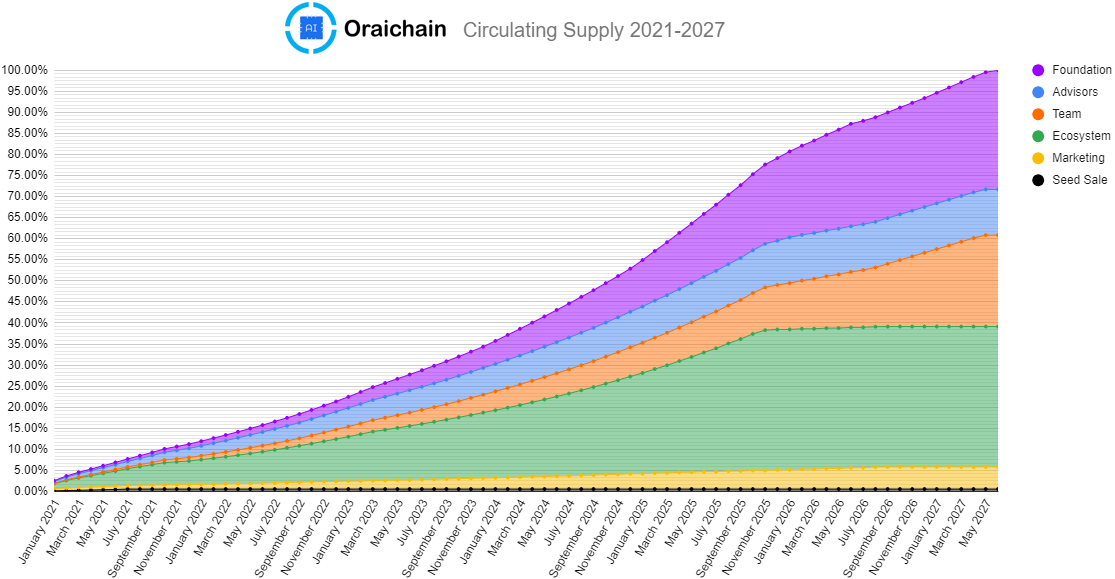 AI
Oraichain Circulating Supply 2021-2027
100.00%
95.00%
90.00%
85.00%
80.00%
75.00%
70.00%
65.00%
60.00%
55.00%
50.00%
45.00%
40.00%
35.00%
30.00%
25.00%
20.00%
15.00%
10.00%
5.00%
0.00%
Foundation
Advisors
Team
Ecosystem
Marketing
Seed Sale
January 2021
March 2021
May 2021
July 2021
September 2021
November 2021
January 2022
March 2022
May 2022
July 2022
September 2022
November 2022
January 2023
March 2023
May 2023
July 2023
September 2023
November 2023
January 2024
March 2024
May 2024
July 2024
September 2024
November 2024
January 2025
March 2025
May 2025
July 2025
September 2025
November 2025
January 2026
March 2026
May 2026
July 2026
September 2026
November 2026
January 2027
March 2027
May 2027